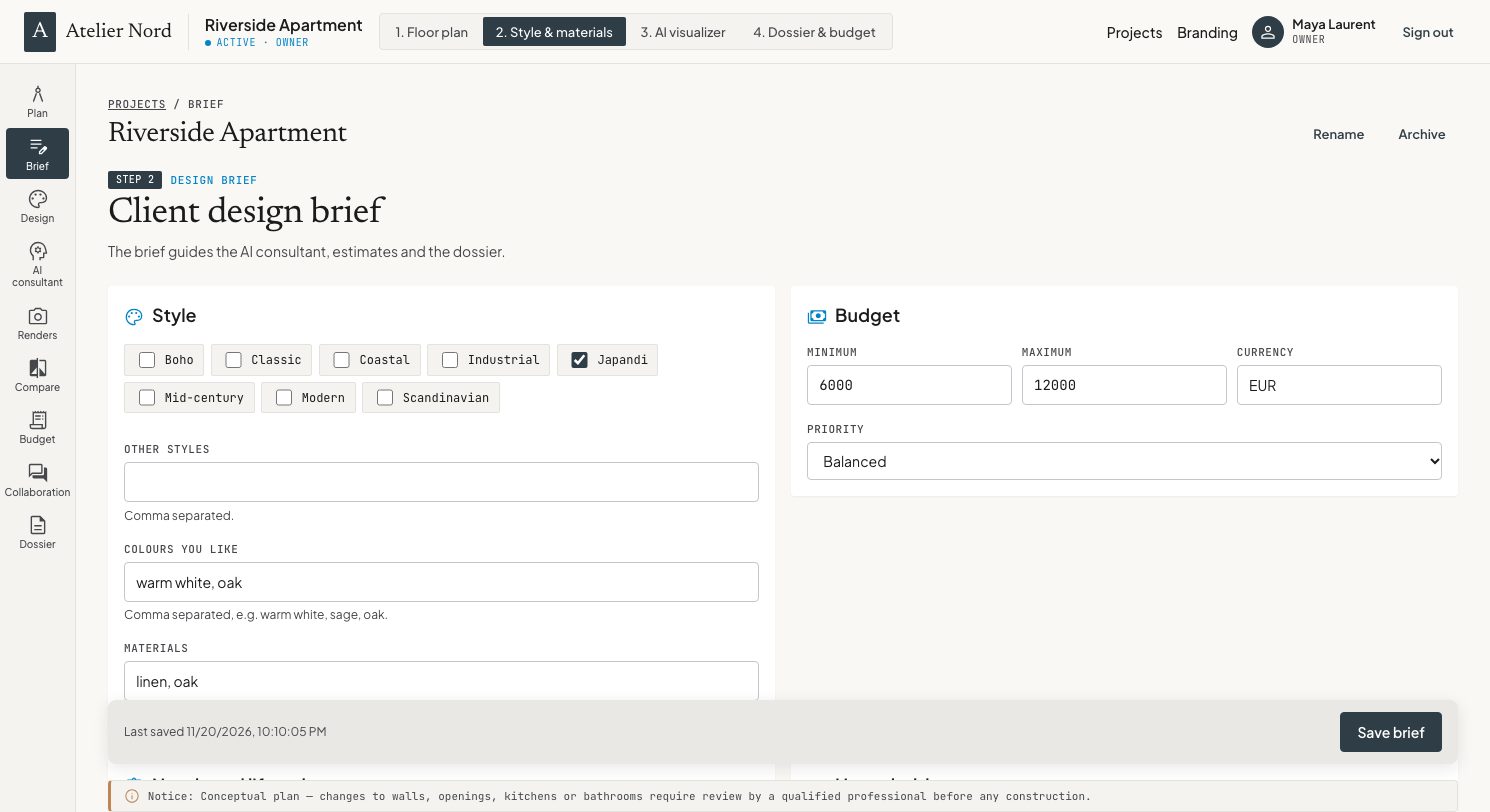 A Atelier Nord
Riverside Apartment
ACTIVE · OWNER
1. Floor plan
2. Style & materials
3. AI visualizer
4. Dossier & budget
Projects
Branding
Maya Laurent
OWNER
Sign out
Plan
Brief
Design
AI
consultant
Renders
Compare
Budget
Collaboration
Dossier
PROJECTS / BRIEF
Riverside Apartment
Rename
Archive
STEP 2 DESIGN BRIEF
Client design brief
The brief guides the AI consultant, estimates and the dossier.
Style
Boho
Classic
Coastal
Industrial
Japandi
Mid-century
Modern
Scandinavian
OTHER STYLES
Comma separated.
COLOURS YOU LIKE
warm white, oak
Comma separated, e.g. warm white, sage, oak.
MATERIALS
linen, oak
Budget
MINIMUM
MAXIMUM
CURRENCY
6000
12000
EUR
PRIORITY
Balanced
Last saved 11/20/2026, 10:10:05 PM
Save brief
Notice: Conceptual plan — changes to walls, openings, kitchens or bathrooms require review by a qualified professional before any construction.